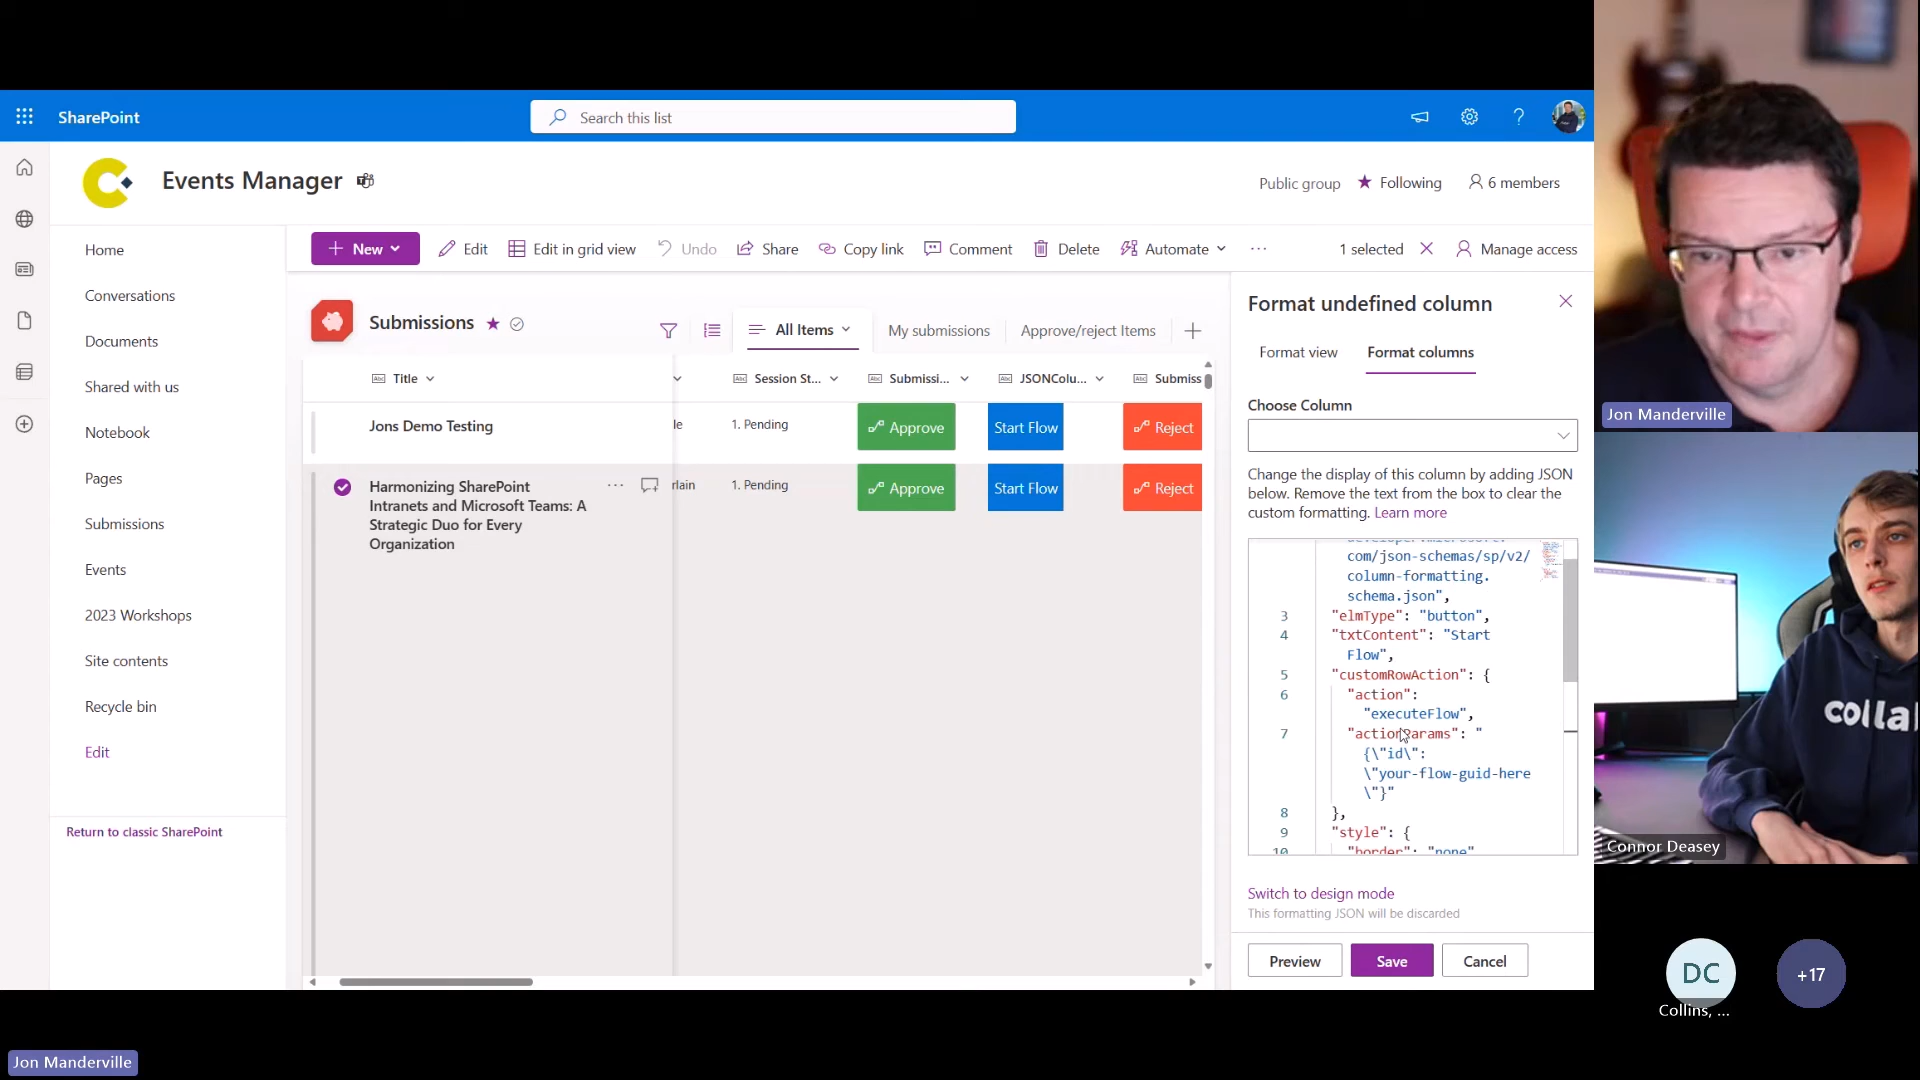 SharePoint
Search this list
Events Manager
Public group
Following
6 members
Home
Conversations
Documents
Shared with us
Notebook
Pages
Submissions
Events
2023 Workshops
Site contents
Recycle bin
Edit
Return to classic SharePoint
New
Edit
Edit in grid view
Undo
Share
Copy link
Comment
Delete
Automate
1 selected
Manage access
Submissions
All Items
My submissions
Approve/reject Items
Title
Session St...
Submissi...
JSONColu...
Submiss
Jons Demo Testing
le
1. Pending
Approve
Start Flow
Reject
Harmonizing SharePoint
Intranets and Microsoft Teams: A
Strategic Duo for Every
Organization
rlain
1. Pending
Approve
Start Flow
Reject
Format undefined column
Format view
Format columns
Choose Column
Change the display of this column by adding JSON
below. Remove the text from the box to clear the
custom formatting. Learn more
com/json-schemas/sp/v2/
column-formatting.
schema.json",
3 "elmType": "button",
4 "txtContent": "Start
Flow",
5 "customRowAction": {
6 "action":
"executeFlow",
7 "actionParams": "
{\"id\":
\"your-flow-guid-here
\"}"
8 },
9 "style": {
10 "border": "none"
Switch to design mode
This formatting JSON will be discarded
Preview
Save
Cancel
Jon Manderville
colla
Connor Deasey
DC
Collins, ...
+17
Jon Manderville